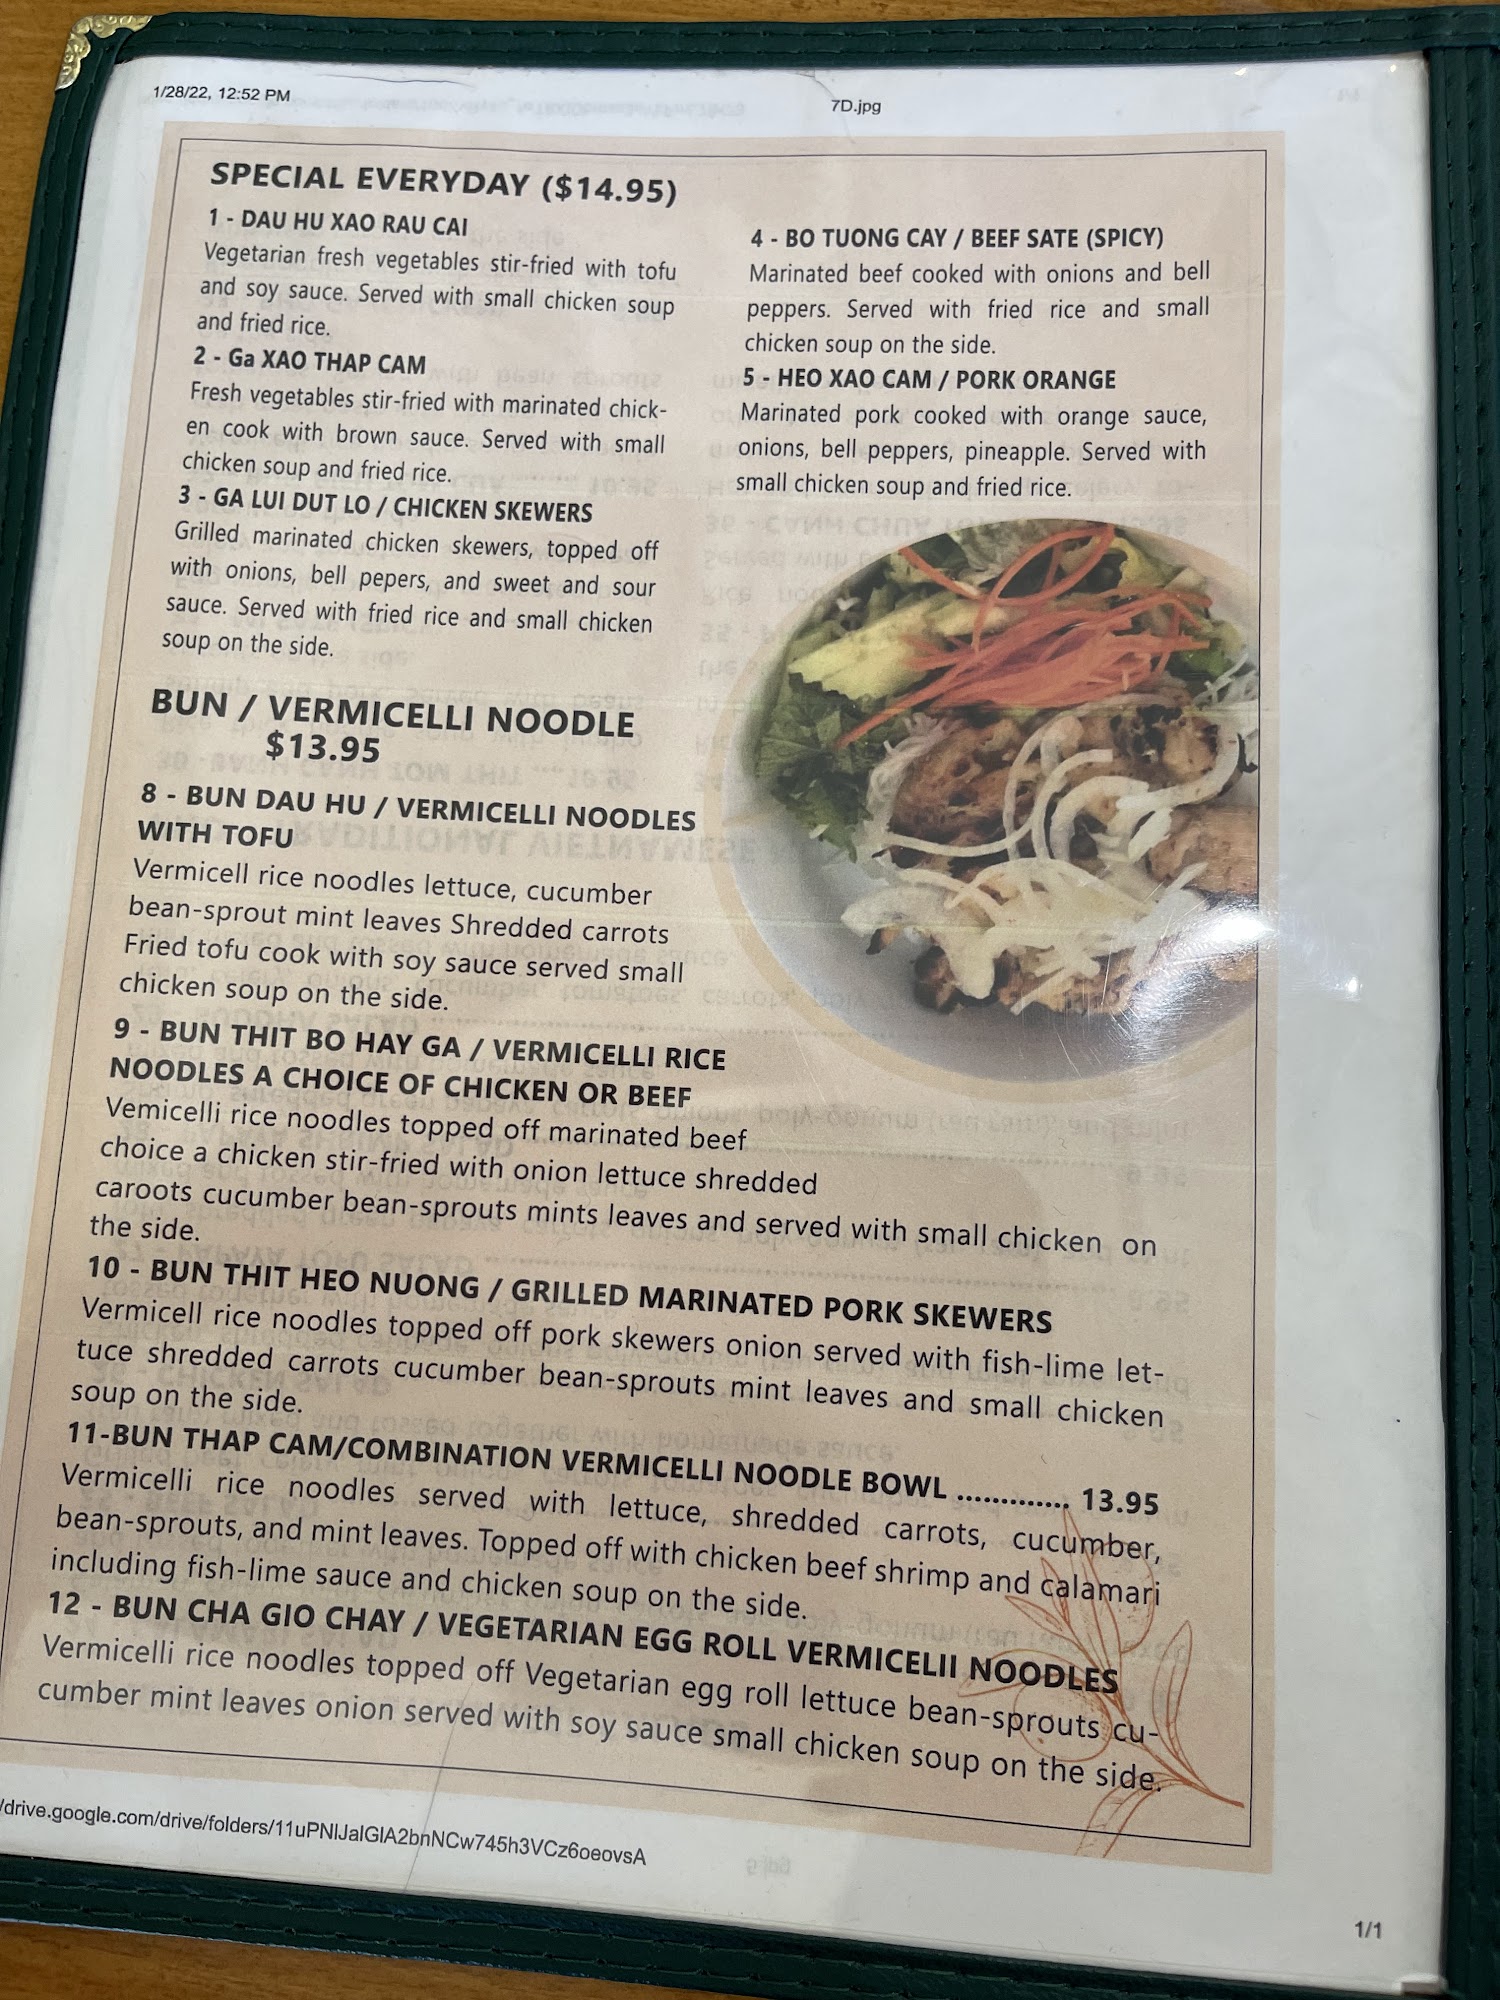 1/28/22, 12:52 PM
7D.jpg
SPECIAL EVERYDAY ($14.95)
1 - DAU HU XAO RAU CAI
Vegetarian fresh vegetables stir-fried with tofu
and soy sauce. Served with small chicken soup
and fried rice.
2 - Ga XAO THAP CAM
Fresh vegetables stir-fried with marinated chick-
en cook with brown sauce. Served with small
chicken soup and fried rice.
3 - GA LUI DUT LO / CHICKEN SKEWERS
Grilled marinated chicken skewers, topped off
with onions, bell pepers, and sweet and sour
sauce. Served with fried rice and small chicken
soup on the side.
4 - BO TUONG CAY / BEEF SATE (SPICY)
Marinated beef cooked with onions and bell
peppers. Served with fried rice and small
chicken soup on the side.
5 - HEO XAO CAM / PORK ORANGE
Marinated pork cooked with orange sauce,
onions, bell peppers, pineapple. Served with
small chicken soup and fried rice.
BUN / VERMICELLI NOODLE
$13.95
8 - BUN DAU HU / VERMICELLI NOODLES
WITH TOFU
Vermicell rice noodles lettuce, cucumber
bean-sprout mint leaves Shredded carrots
Fried tofu cook with soy sauce served small
chicken soup on the side.
9 - BUN THIT BO HAY GA / VERMICELLI RICE
NOODLES A CHOICE OF CHICKEN OR BEEF
Vemicelli rice noodles topped off marinated beef
choice a chicken stir-fried with onion lettuce shredded
caroots cucumber bean-sprouts mints leaves and served with small chicken on
the side.
10 - BUN THIT HEO NUONG / GRILLED MARINATED PORK SKEWERS
Vermicell rice noodles topped off pork skewers onion served with fish-lime let-
tuce shredded carrots cucumber bean-sprouts mint leaves and small chicken
soup on the side.
11-BUN THAP CAM/COMBINATION VERMICELLI NOODLE BOWL ............. 13.95
Vermicelli rice noodles served with lettuce, shredded carrots, cucumber,
bean-sprouts, and mint leaves. Topped off with chicken beef shrimp and calamari
including fish-lime sauce and chicken soup on the side.
12 - BUN CHA GIO CHAY / VEGETARIAN EGG ROLL VERMICELII NOODLES
Vermicelli rice noodles topped off Vegetarian egg roll lettuce bean-sprouts cu-
cumber mint leaves onion served with soy sauce small chicken soup on the side.
/drive.google.com/drive/folders/11uPNlJalGlA2bnNCw745h3VCz6oeovsA
1/1